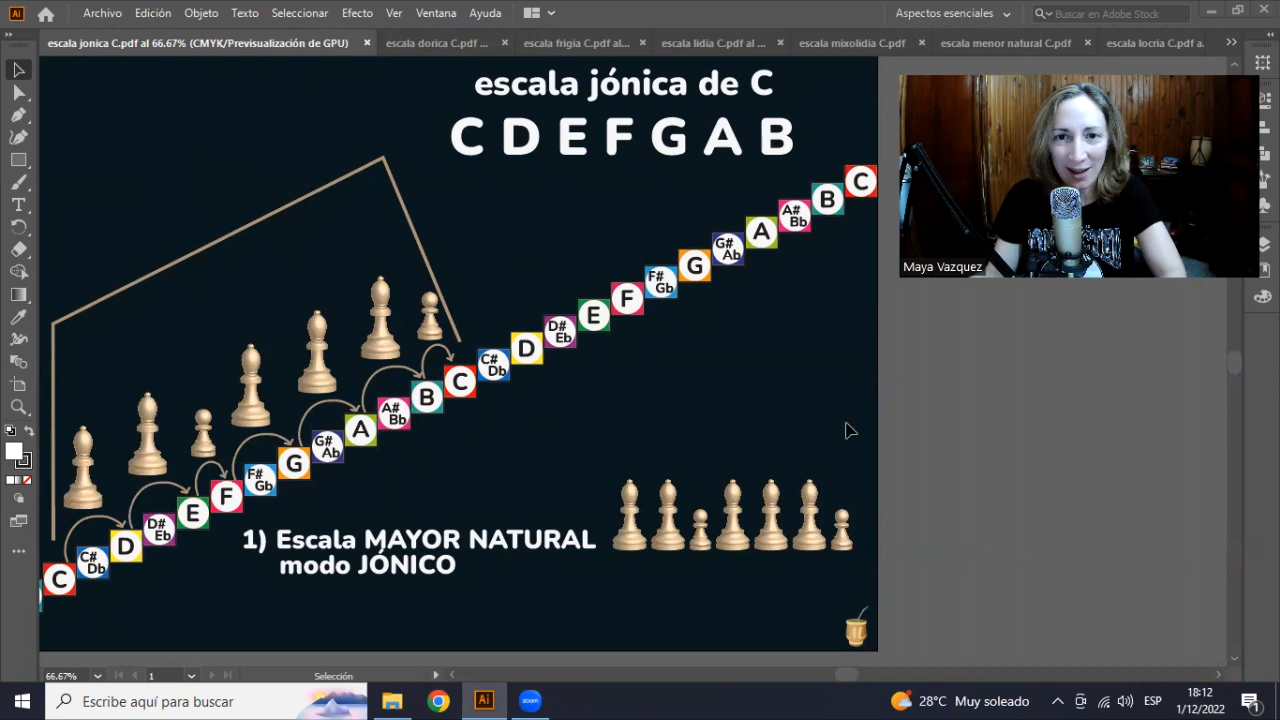 Ai
Archivo Edición Objeto Texto Seleccionar Efecto Ver Ventana Ayuda
Aspectos esenciales
Buscar en Adobe Stock
escala jonica C.pdf al 66.67% (CMYK/Previsualización de GPU) ×
escala dorica C.pdf ... ×
escala frigia C.pdf al... ×
escala lidia C.pdf al ... ×
escala mixolidia C.pdf ×
escala menor natural C.pdf ×
escala locria C.pdf a.
escala jónica de C
C D E F G A B
Maya Vazquez
C
B
A#
Bb
A
G#
Ab
G
F#
Gb
F
E
D#
Eb
D
C#
Db
C
B
A#
Bb
A
G#
Ab
G
F#
Gb
F
E
D#
Eb
D
C#
Db
C
1) Escala MAYOR NATURAL
modo JÓNICO
66.67%
1
Selección
Escribe aquí para buscar
Ai
zoom
28°C Muy soleado
ESP
18:12
1/12/2022
1